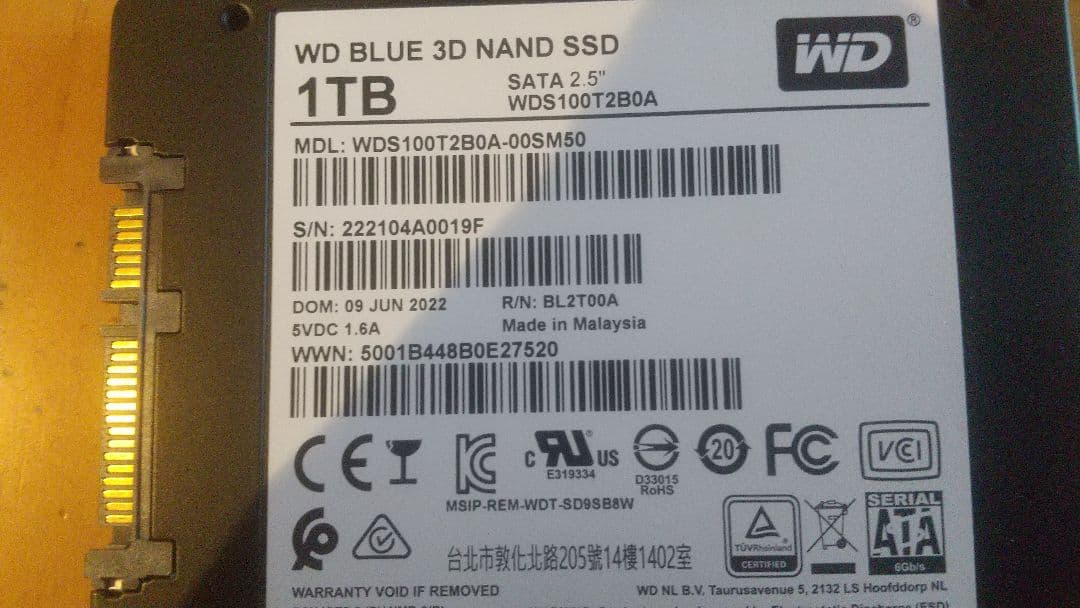 WD BLUE 3D NAND SSD
WD®
1TB
SATA 2.5"
WDS100T2B0A
MDL: WDS100T2B0A-00SM50
S/N: 222104A0019F
DOM: 09 JUN 2022
R/N: BL2T00A
5VDC 1.6A
Made in Malaysia
WWN: 5001B448B0E27520
CE
KC
c RU® US
E319334
D33015
RoHS
20
FC
VCI
MSIP-REM-WDT-SD9SB8W
TÜVRheinland
CERTIFIED
SERIAL
ATA
6Gb/s
台北市敦化北路205號14樓1402室
WARRANTY VOID IF REMOVED
WD NL B.V. Taurusavenue 5, 2132 LS Hoofddorp NL